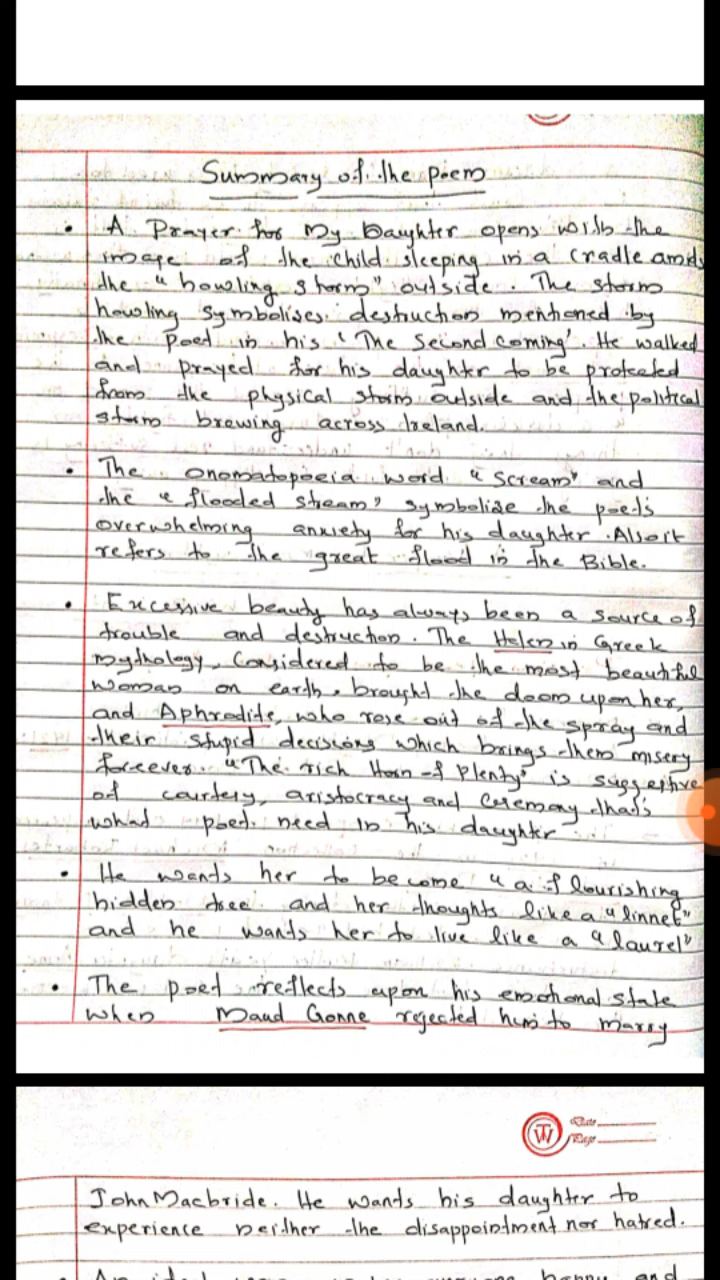 Summary of the poem
• A Prayer for My Daughter opens with the
image of the child sleeping in a cradle amids
the "howling storm" outside. The storm
howling symbolises destruction mentioned by
the poet in his 'The Second Coming'. He walked
and prayed for his daughter to be protected
from the physical storm outside and the political
storm brewing across Ireland.
• The onomatopoeia word "Scream" and
the "flooded stream" symbolize the poet's
overwhelming anxiety for his daughter. Also it
refers to the great flood in the Bible.
• Excessive beauty has always been a source of
trouble and destruction. The Helen in Greek
mythology, Considered to be the most beautiful
woman on earth, brought the doom upon her,
and Aphrodite, who rose out of the spray and
their stupid decisions which brings them misery
foreever. "The rich Horn of Plenty" is suggestive
of courtesy, aristocracy and Ceremony that's
what poet need in his daughter
• He wants her to become "a flourishing
hidden tree and her thoughts like a "linnet"
and he wants her to live like a "laurel"
• The poet reflects upon his emotional state
when Maud Gonne rejected him to marry
TW
Date
Page
John Macbride. He wants his daughter to
experience neither the disappointment nor hatred.